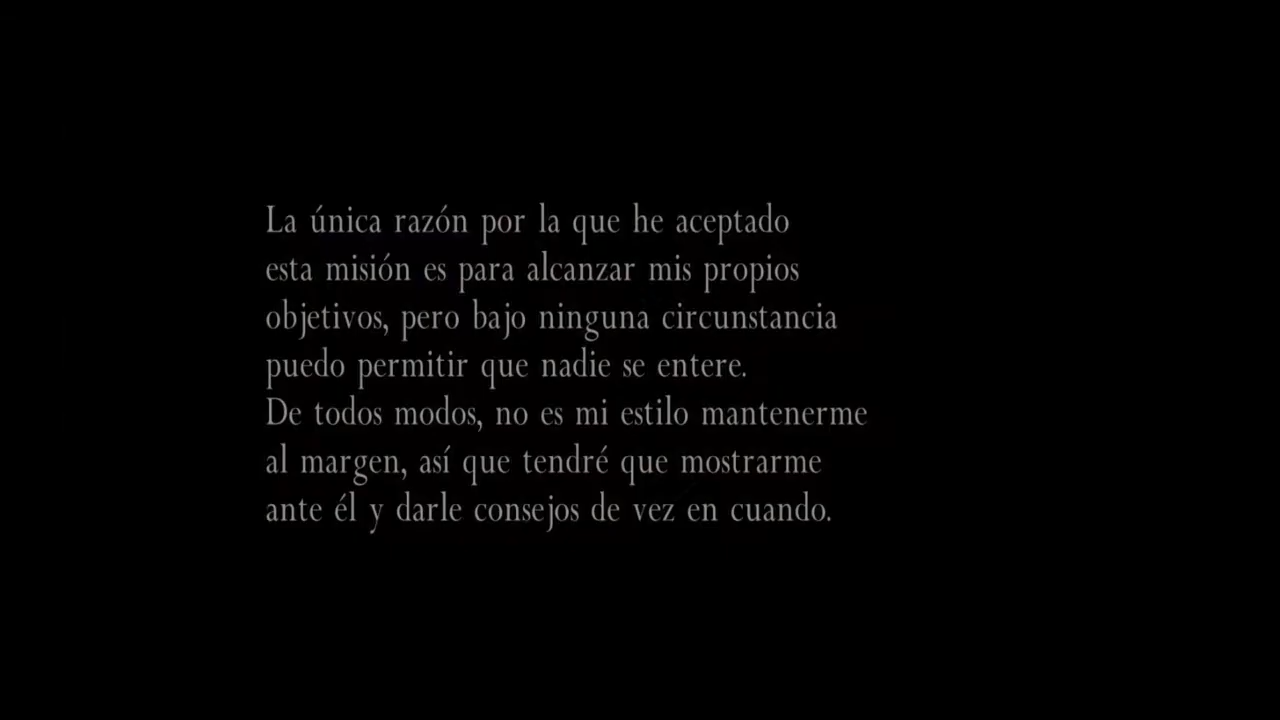 La única razón por la que he aceptado
esta misión es para alcanzar mis propios
objetivos, pero bajo ninguna circunstancia
puedo permitir que nadie se entere.
De todos modos, no es mi estilo mantenerme
al margen, así que tendré que mostrarme
ante él y darle consejos de vez en cuando.